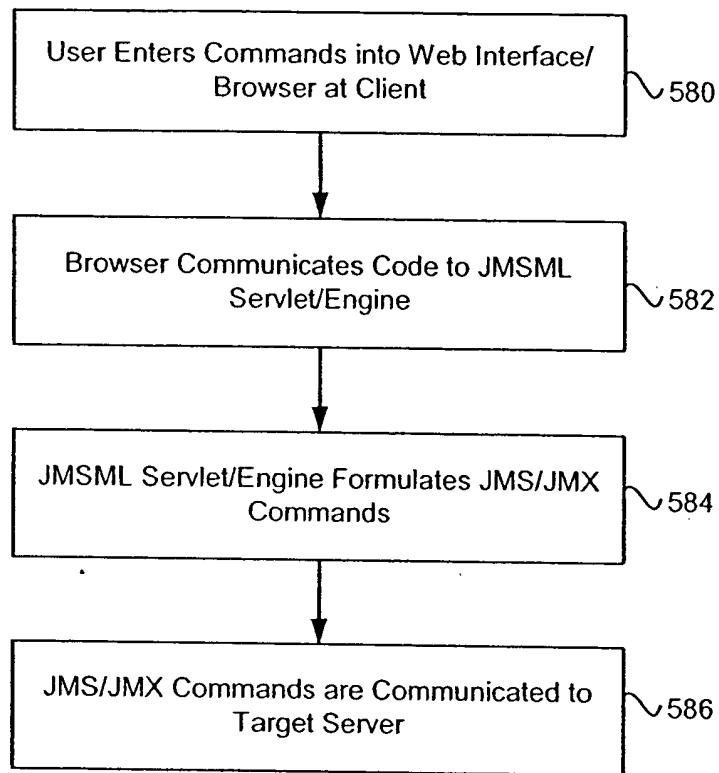 User Enters Commands into Web Interface/
Browser at Client
580
Browser Communicates Code to JMSML
Servlet/Engine
582
JMSML Servlet/Engine Formulates JMS/JMX
Commands
584
JMS/JMX Commands are Communicated to
Target Server
586